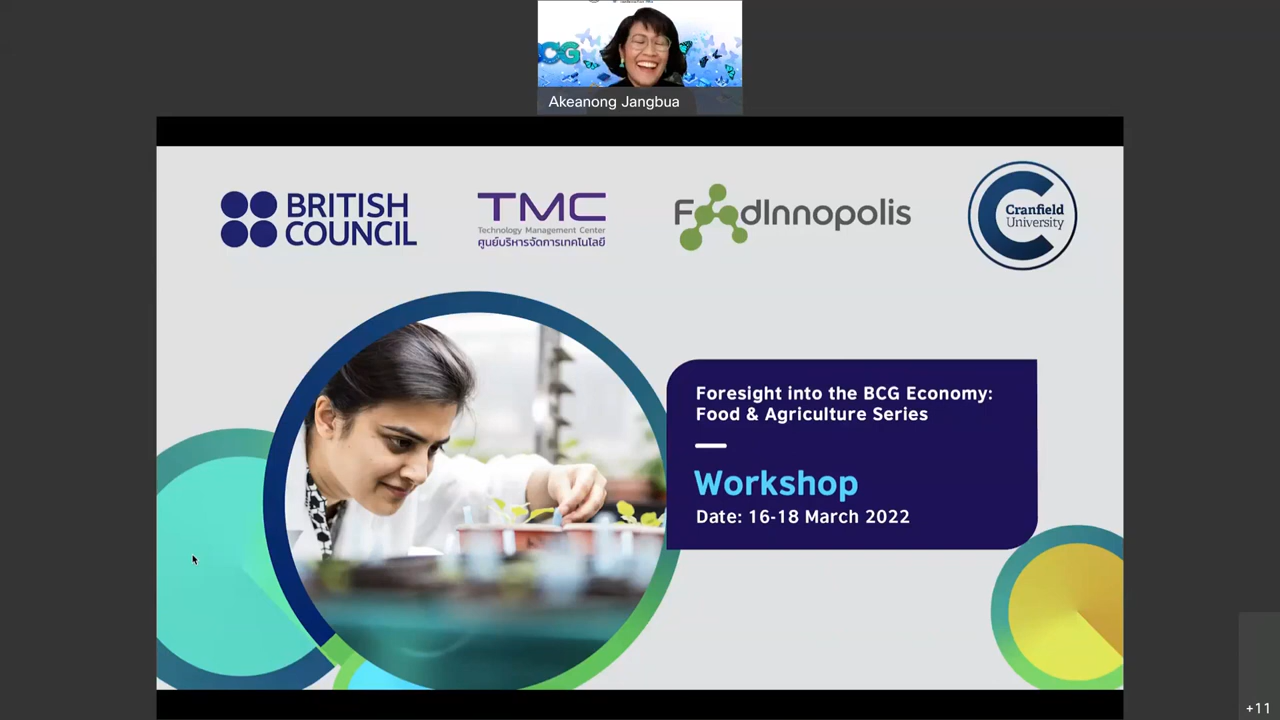 CG
Akeanong Jangbua
BRITISH
COUNCIL
TMC
Technology Management Center
ศูนย์บริหารจัดการเทคโนโลยี
FoodInnopolis
Cranfield
University
Foresight into the BCG Economy:
Food & Agriculture Series
Workshop
Date: 16-18 March 2022
+11